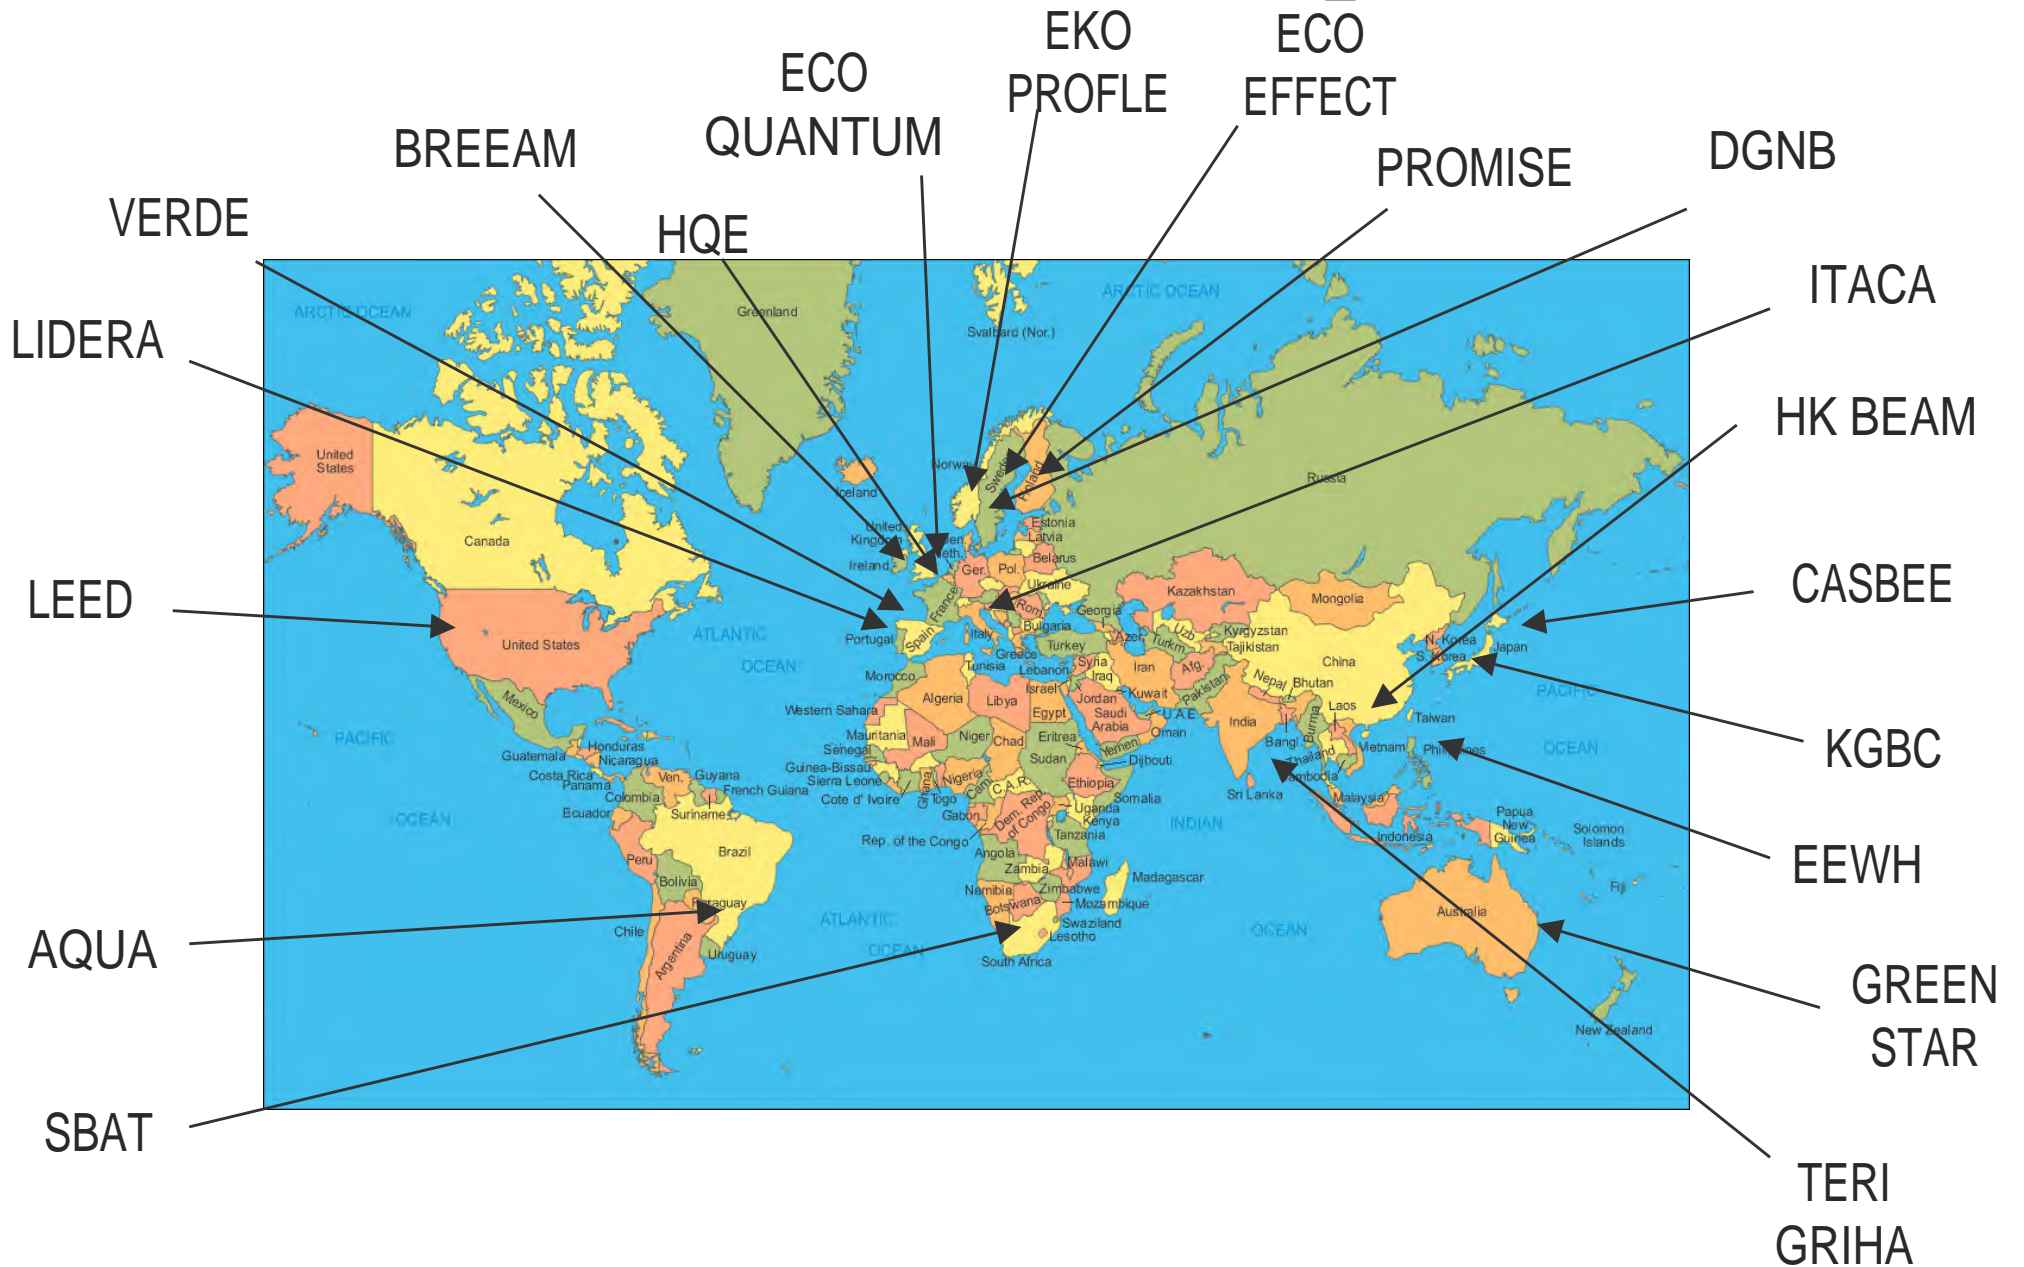 EKO
PROFLE
ECO
EFFECT
ECO
QUANTUM
BREEAM
PROMISE
DGNB
VERDE
HQE
ITACA
LIDERA
HK BEAM
LEED
CASBEE
KGBC
EEWH
AQUA
GREEN
STAR
SBAT
TERI
GRIHA
ARCTIC OCEAN
ARCTIC OCEAN
Greenland
Svalbard (Nor.)
United
States
Norway
Sweden
Finland
Iceland
Russia
Canada
United
Kingdom
Ireland
Estonia
Latvia
Belarus
Ger.
Pol.
Ukraine
Kazakhstan
Mongolia
France
Rom.
Georgia
ATLANTIC
OCEAN
United States
Portugal
Spain
Italy
Bulgaria
Greece
Turkey
Azer.
Uzb.
Turkm.
Kyrgyzstan
Tajikistan
China
N. Korea
S. Korea
Japan
Morocco
Tunisia
Lebanon
Syria
Iraq
Iran
Afg.
Israel
Jordan
Kuwait
Pakistan
Nepal
Bhutan
PACIFIC
OCEAN
Mexico
Western Sahara
Algeria
Libya
Egypt
Saudi
Arabia
U.A.E.
Oman
India
Bangl.
Burma
Laos
Taiwan
PACIFIC
OCEAN
Guatemala
Honduras
Nicaragua
Costa Rica
Panama
Mauritania
Senegal
Mali
Niger
Chad
Eritrea
Yemen
Sudan
Djibouti
Thailand
Vietnam
Cambodia
Philippines
Guinea-Bissau
Sierra Leone
Cote d' Ivoire
Ghana
Togo
Nigeria
Cam.
C.A.R.
Ethiopia
Somalia
Sri Lanka
Malaysia
Ven.
Guyana
French Guiana
Colombia
Suriname
Ecuador
Gabon
Rep. of the Congo
Dem. Rep.
of Congo
Uganda
Kenya
Tanzania
INDIAN
OCEAN
Indonesia
Papua
New
Guinea
Solomon
Islands
Peru
Brazil
Bolivia
Paraguay
Chile
Argentina
Uruguay
ATLANTIC
OCEAN
Angola
Zambia
Malawi
Namibia
Zimbabwe
Botswana
Mozambique
Madagascar
Swaziland
Lesotho
South Africa
Australia
Fiji
New Zealand